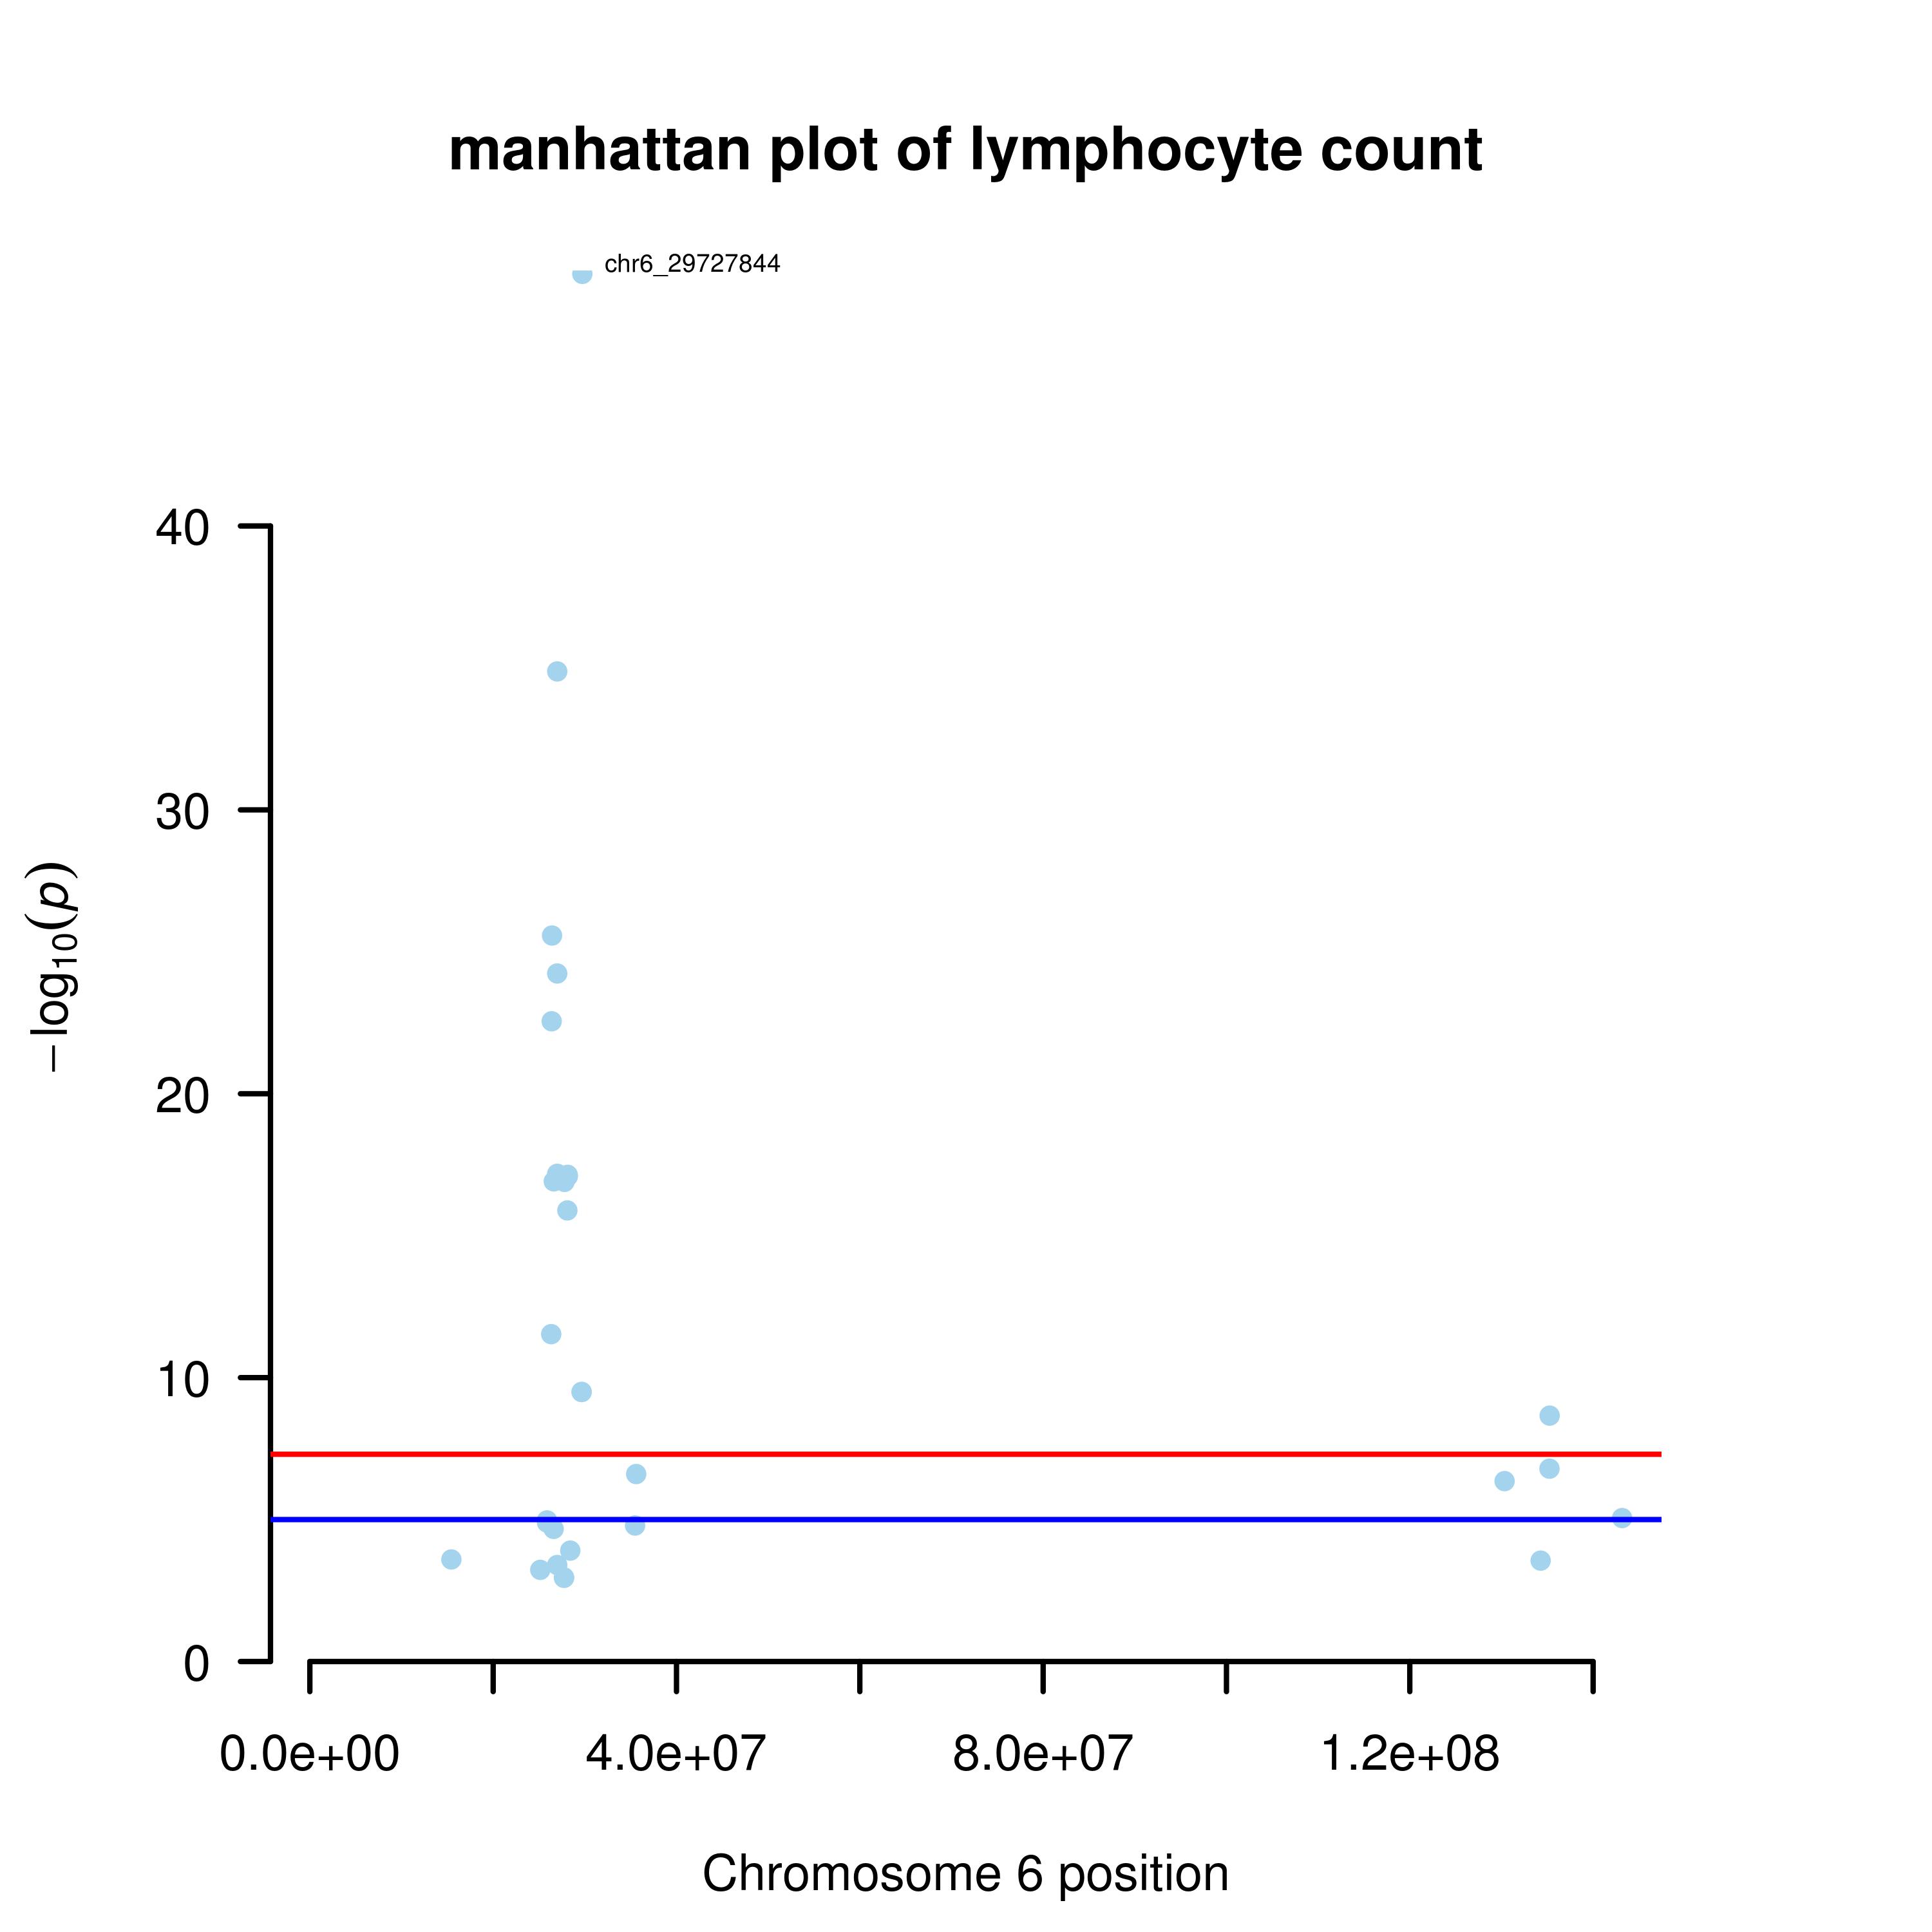 manhattan plot of lymphocyte count
chr6_29727844
40
30
20
10
0
−log10(p)
0.0e+00 4.0e+07 8.0e+07 1.2e+08
Chromosome 6 position